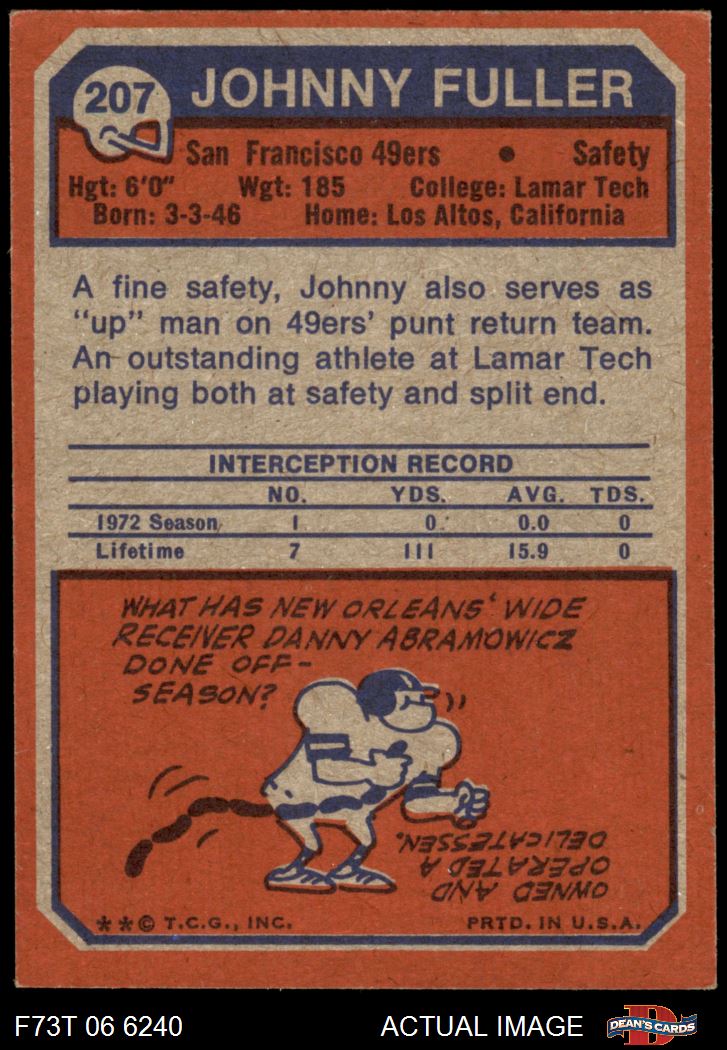 207 JOHNNY FULLER
San Francisco 49ers • Safety
Hgt: 6'0" Wgt: 185 College: Lamar Tech
Born: 3-3-46 Home: Los Altos, California
A fine safety, Johnny also serves as
"up" man on 49ers' punt return team.
An outstanding athlete at Lamar Tech
playing both at safety and split end.
INTERCEPTION RECORD
NO. YDS. AVG. TDS.
1972 Season 1 0 0.0 0
Lifetime 7 111 15.9 0
WHAT HAS NEW ORLEANS' WIDE
RECEIVER DANNY ABRAMOWICZ
DONE OFF-
SEASON?
OWNED AND
OPERATED A
DELICATESSEN.
**© T.C.G., INC. PRTD. IN U.S.A.
F73T 06 6240 ACTUAL IMAGE D DEAN'S CARDS